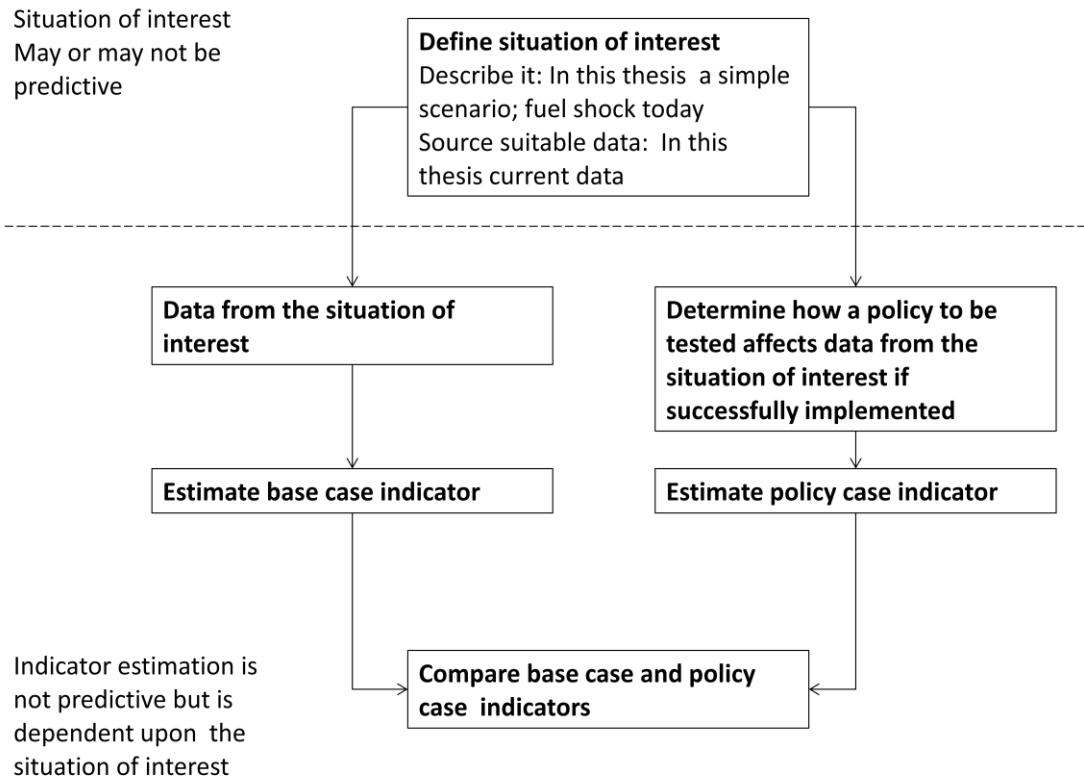 Situation of interest
May or may not be
predictive
Define situation of interest
Describe it: In this thesis a simple
scenario; fuel shock today
Source suitable data: In this
thesis current data
Data from the situation of
interest
Determine how a policy to be
tested affects data from the
situation of interest if
successfully implemented
Estimate base case indicator
Estimate policy case indicator
Compare base case and policy
case indicators
Indicator estimation is
not predictive but is
dependent upon the
situation of interest